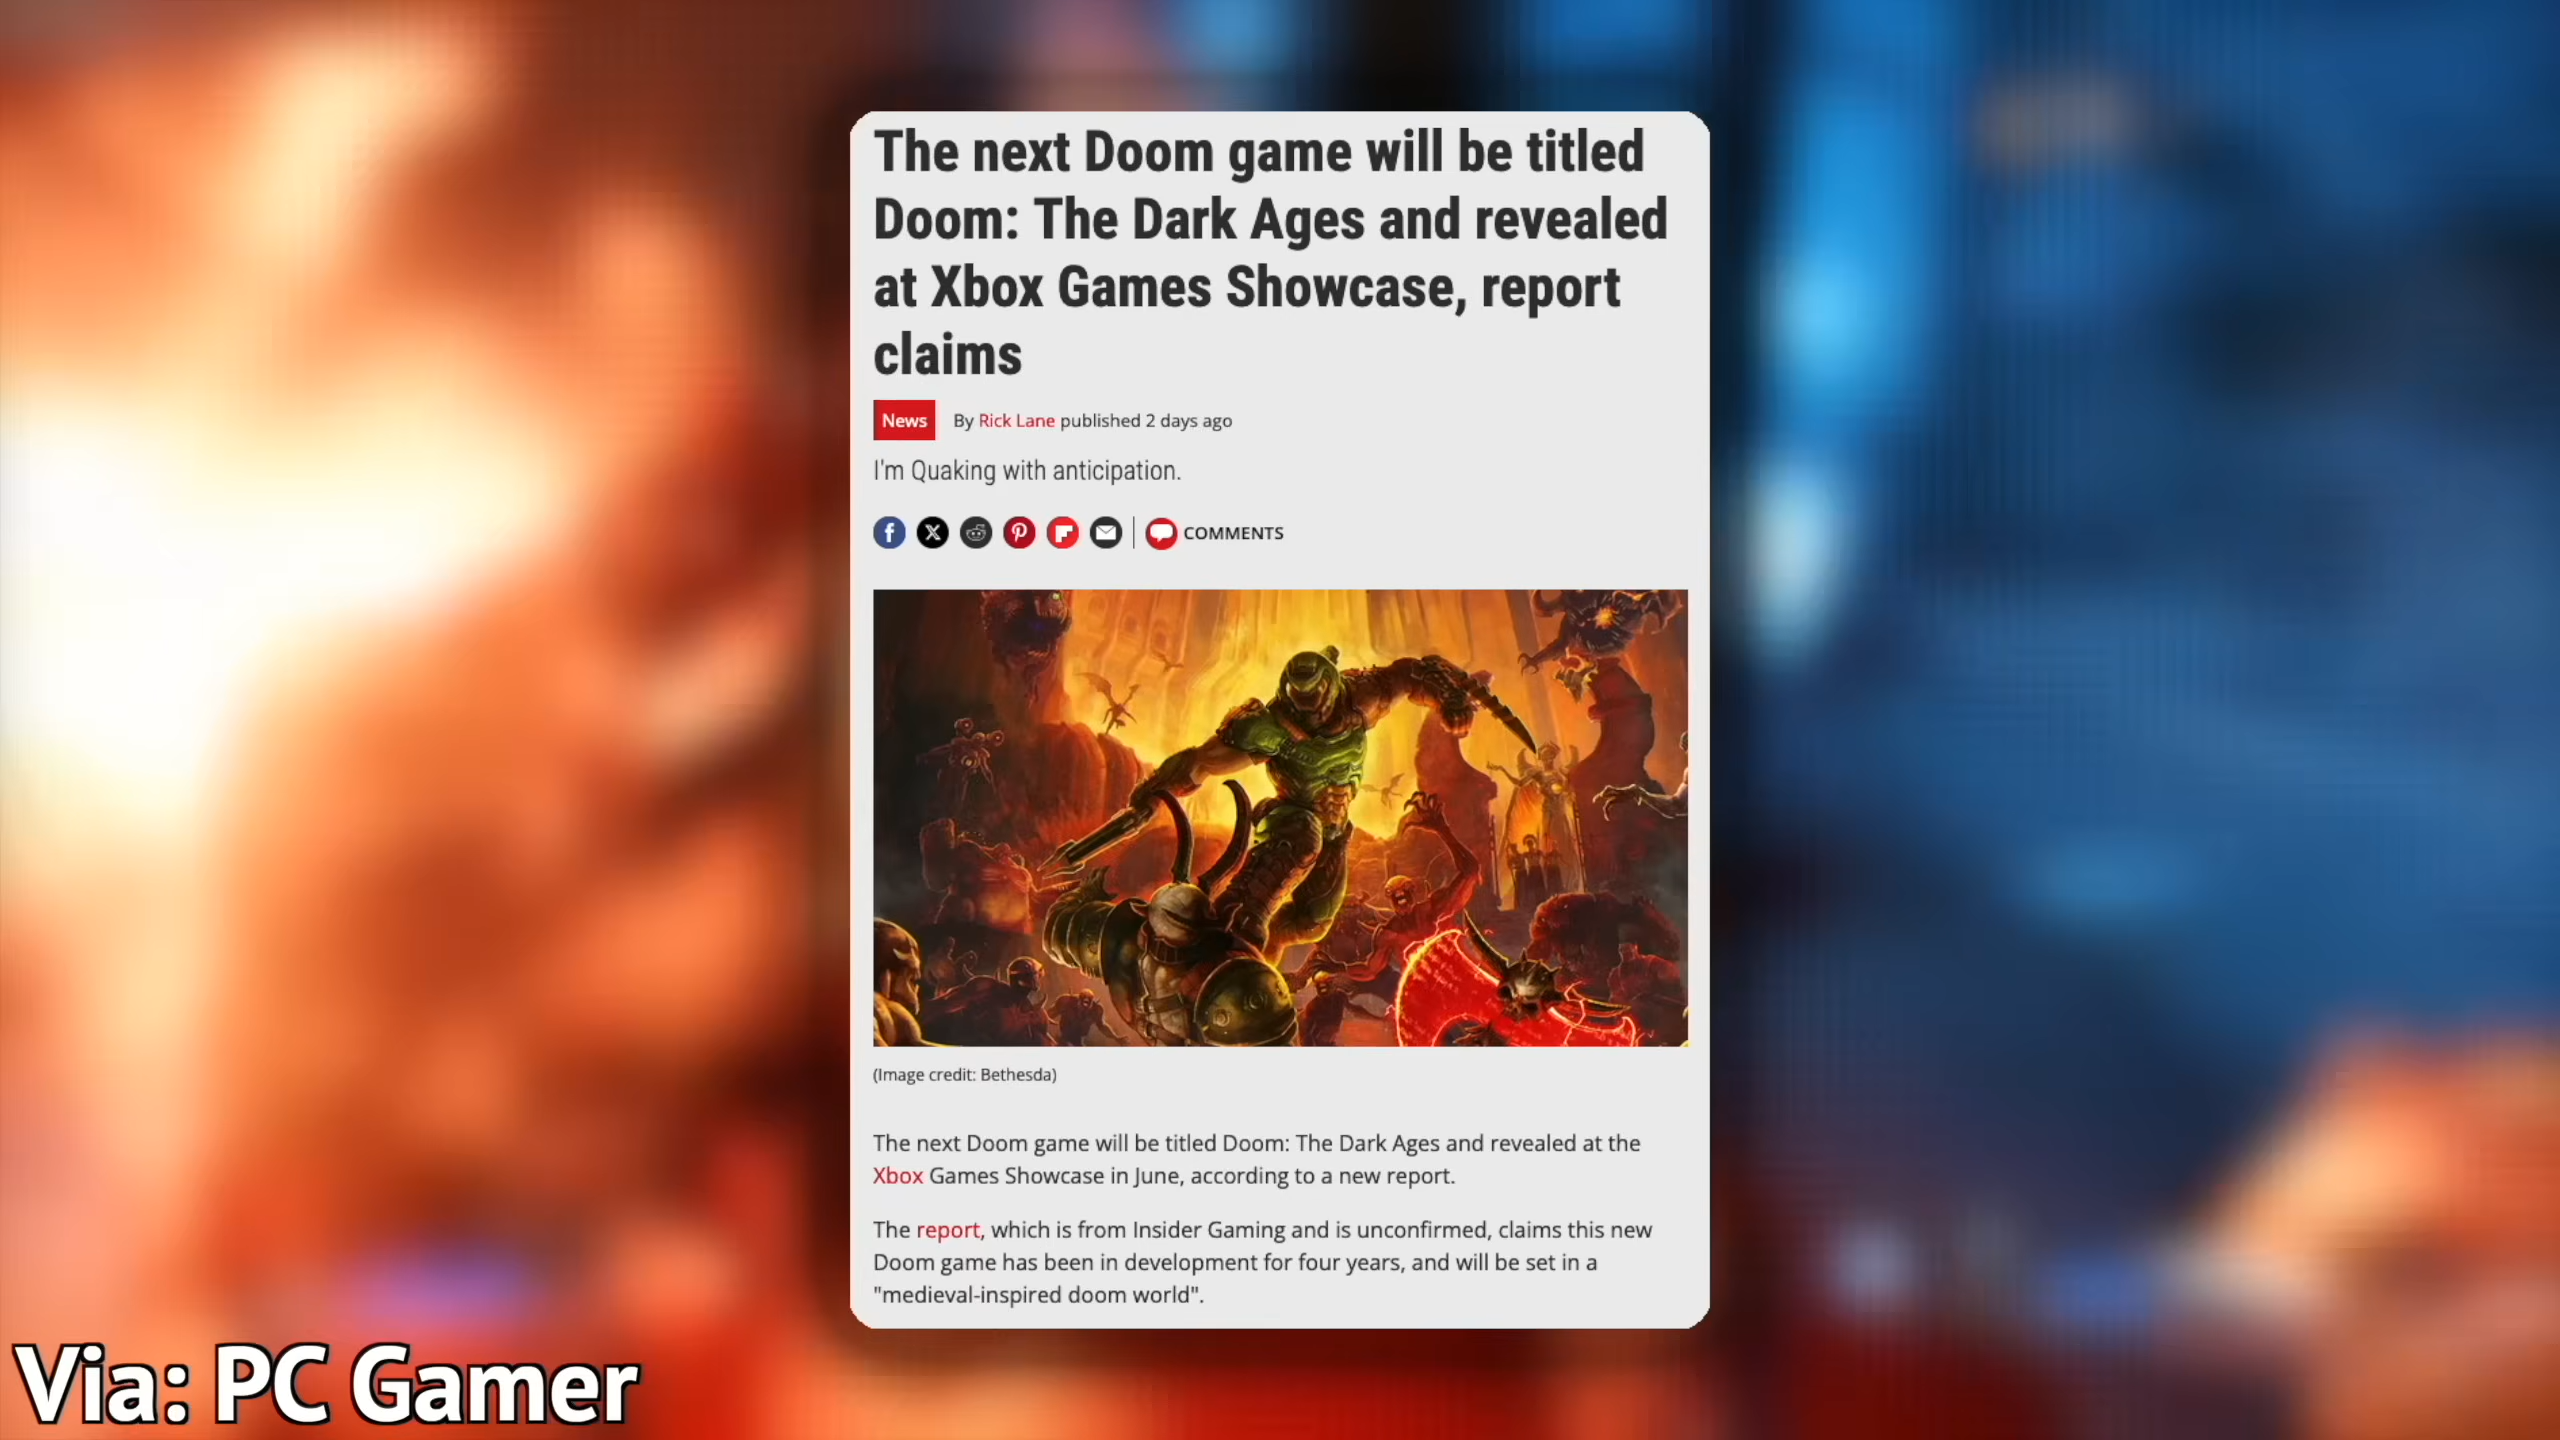 The next Doom game will be titled
Doom: The Dark Ages and revealed
at Xbox Games Showcase, report
claims
News By Rick Lane published 2 days ago
I'm Quaking with anticipation.
COMMENTS
(Image credit: Bethesda)
The next Doom game will be titled Doom: The Dark Ages and revealed at the
Xbox Games Showcase in June, according to a new report.
The report, which is from Insider Gaming and is unconfirmed, claims this new
Doom game has been in development for four years, and will be set in a
"medieval-inspired doom world".
Via: PC Gamer